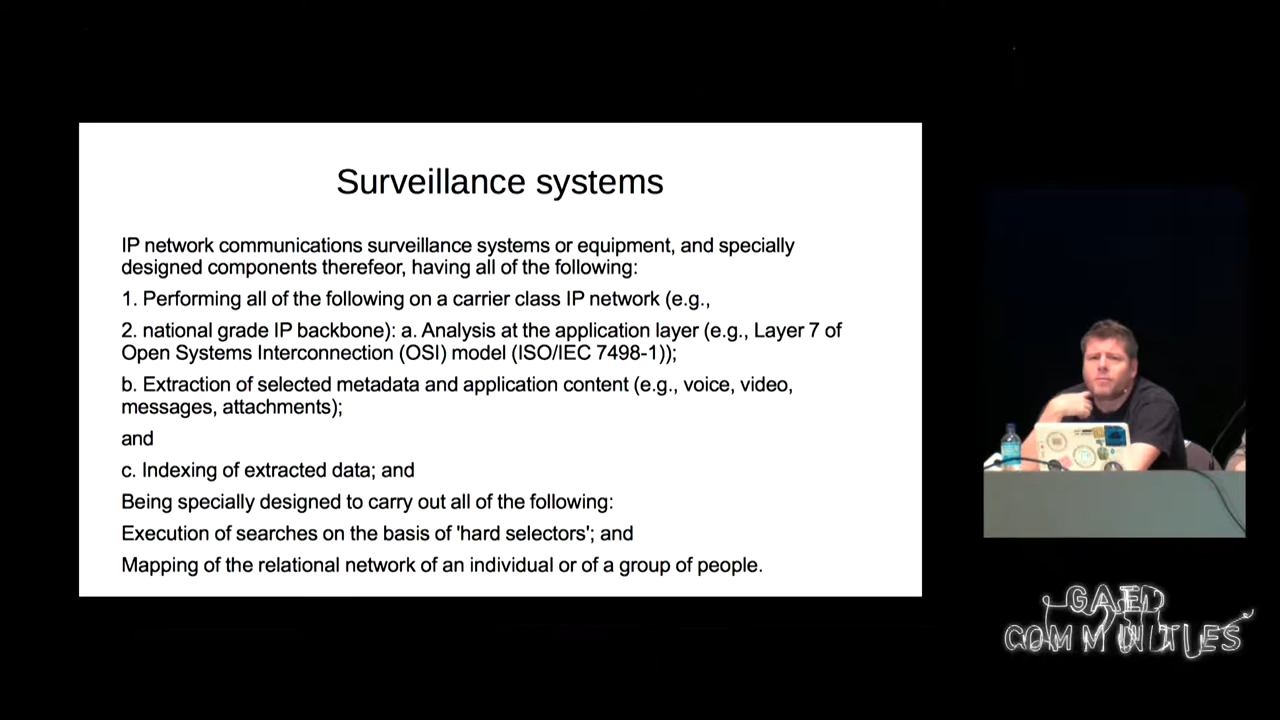 Surveillance systems
IP network communications surveillance systems or equipment, and specially
designed components therefeor, having all of the following:
1. Performing all of the following on a carrier class IP network (e.g.,
2. national grade IP backbone): a. Analysis at the application layer (e.g., Layer 7 of
Open Systems Interconnection (OSI) model (ISO/IEC 7498-1));
b. Extraction of selected metadata and application content (e.g., voice, video,
messages, attachments);
and
c. Indexing of extracted data; and
Being specially designed to carry out all of the following:
Execution of searches on the basis of 'hard selectors'; and
Mapping of the relational network of an individual or of a group of people.
GATED
COMMUNITIES